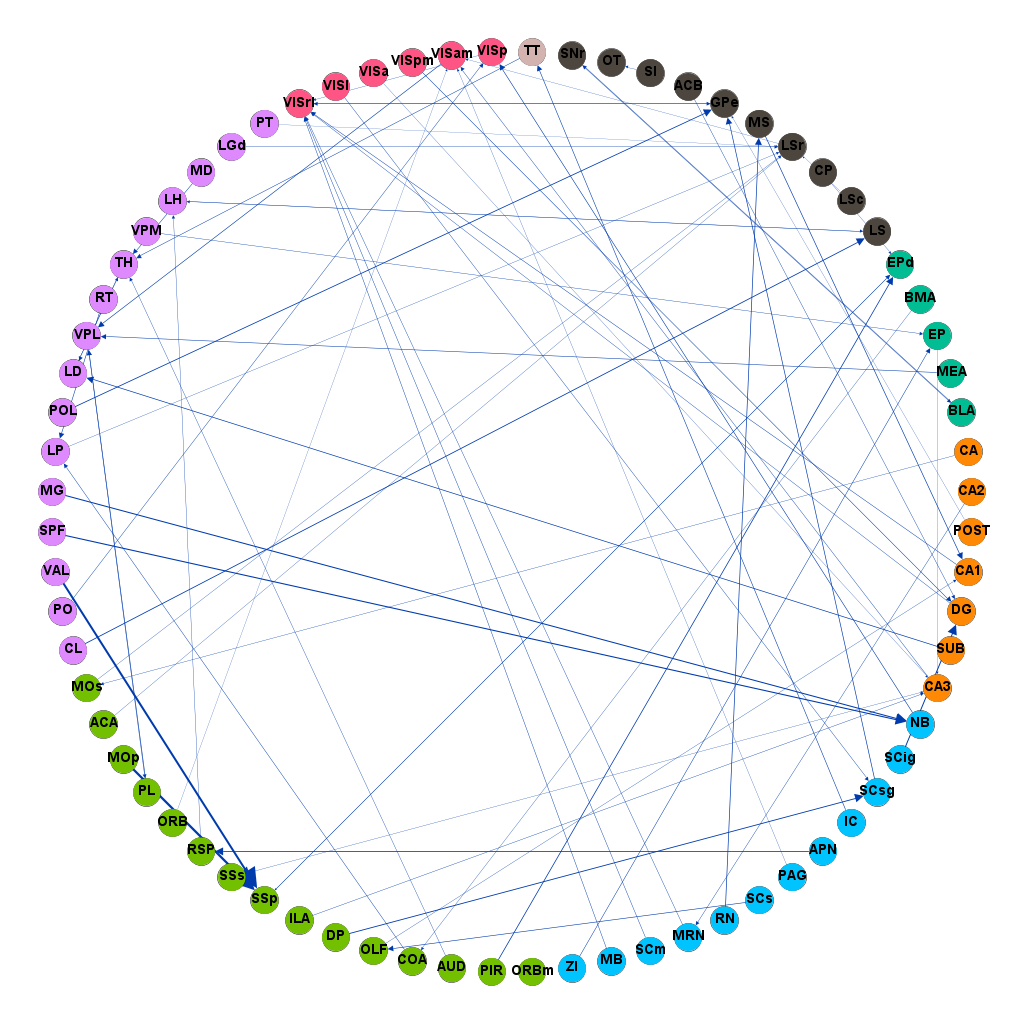 TT
VISp
SNr
VISam
OT
VISpm
SI
VISa
ACB
VISl
GPe
VISrl
MS
PT
LSr
LGd
CP
MD
LSc
LH
LS
VPM
EPd
TH
BMA
RT
EP
VPL
MEA
LD
BLA
POL
CA
LP
CA2
MG
POST
SPF
CA1
VAL
DG
PO
SUB
CL
CA3
MOs
NB
ACA
SCig
MOp
SCsg
PL
IC
ORB
APN
RSP
PAG
SSs
SCs
SSp
RN
ILA
MRN
DP
SCm
OLF
MB
COA
ZI
AUD
ORBm
PIR